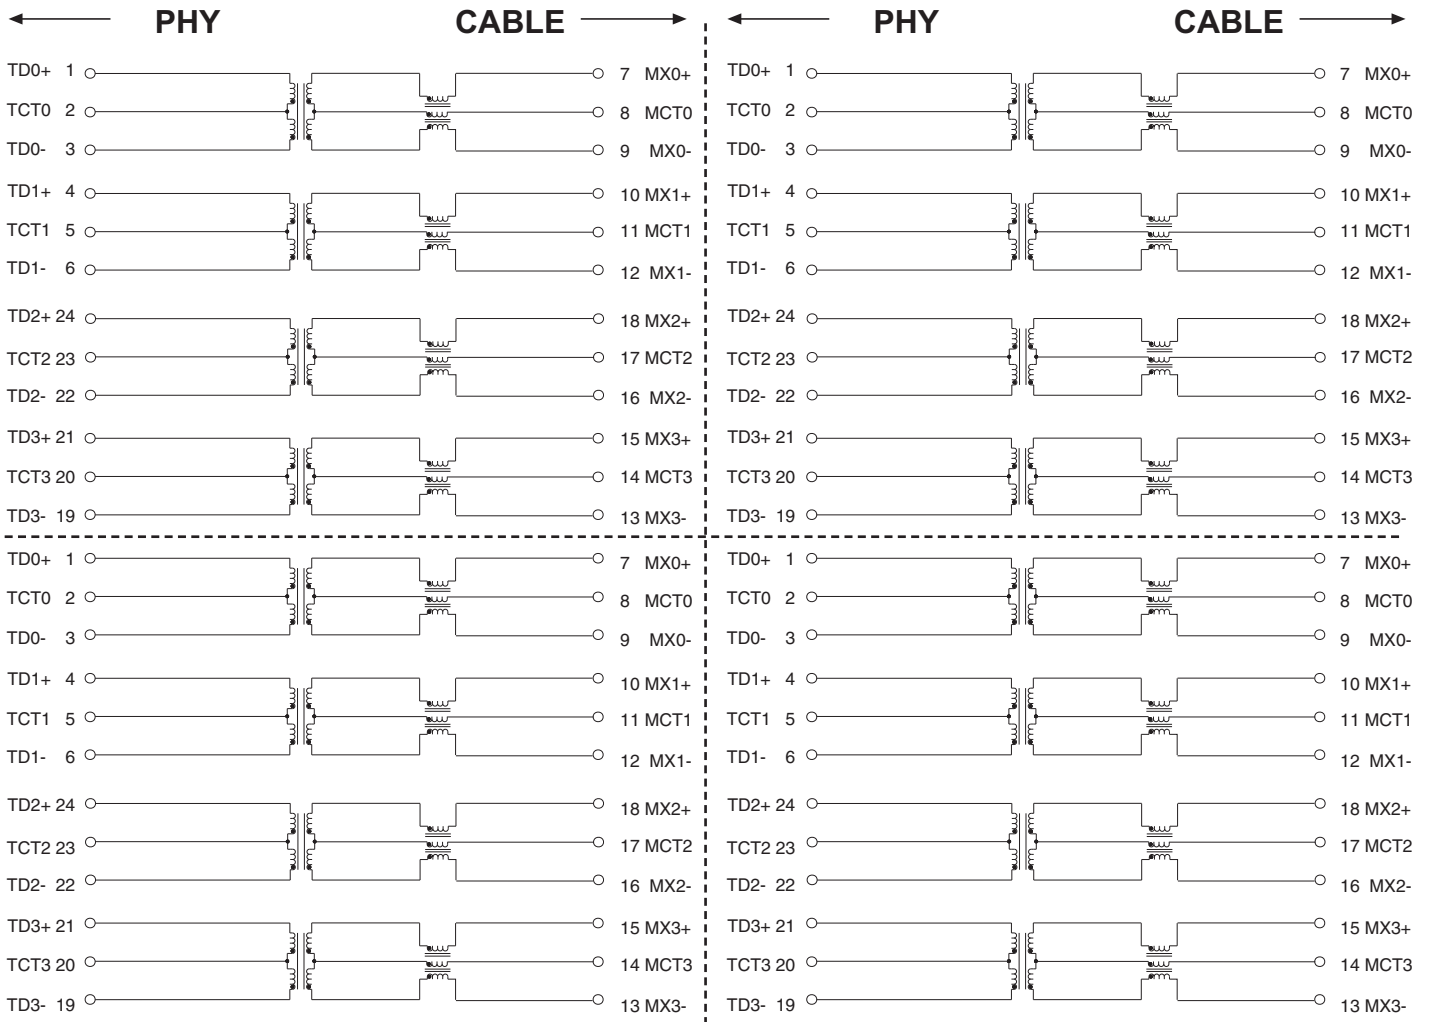 PHY CABLE PHY CABLE
TD0+ 1 7 MX0+ TD0+ 1 7 MX0+
TCT0 2 8 MCT0 TCT0 2 8 MCT0
TD0- 3 9 MX0- TD0- 3 9 MX0-
TD1+ 4 10 MX1+ TD1+ 4 10 MX1+
TCT1 5 11 MCT1 TCT1 5 11 MCT1
TD1- 6 12 MX1- TD1- 6 12 MX1-
TD2+ 24 18 MX2+ TD2+ 24 18 MX2+
TCT2 23 17 MCT2 TCT2 23 17 MCT2
TD2- 22 16 MX2- TD2- 22 16 MX2-
TD3+ 21 15 MX3+ TD3+ 21 15 MX3+
TCT3 20 14 MCT3 TCT3 20 14 MCT3
TD3- 19 13 MX3- TD3- 19 13 MX3-
TD0+ 1 7 MX0+ TD0+ 1 7 MX0+
TCT0 2 8 MCT0 TCT0 2 8 MCT0
TD0- 3 9 MX0- TD0- 3 9 MX0-
TD1+ 4 10 MX1+ TD1+ 4 10 MX1+
TCT1 5 11 MCT1 TCT1 5 11 MCT1
TD1- 6 12 MX1- TD1- 6 12 MX1-
TD2+ 24 18 MX2+ TD2+ 24 18 MX2+
TCT2 23 17 MCT2 TCT2 23 17 MCT2
TD2- 22 16 MX2- TD2- 22 16 MX2-
TD3+ 21 15 MX3+ TD3+ 21 15 MX3+
TCT3 20 14 MCT3 TCT3 20 14 MCT3
TD3- 19 13 MX3- TD3- 19 13 MX3-